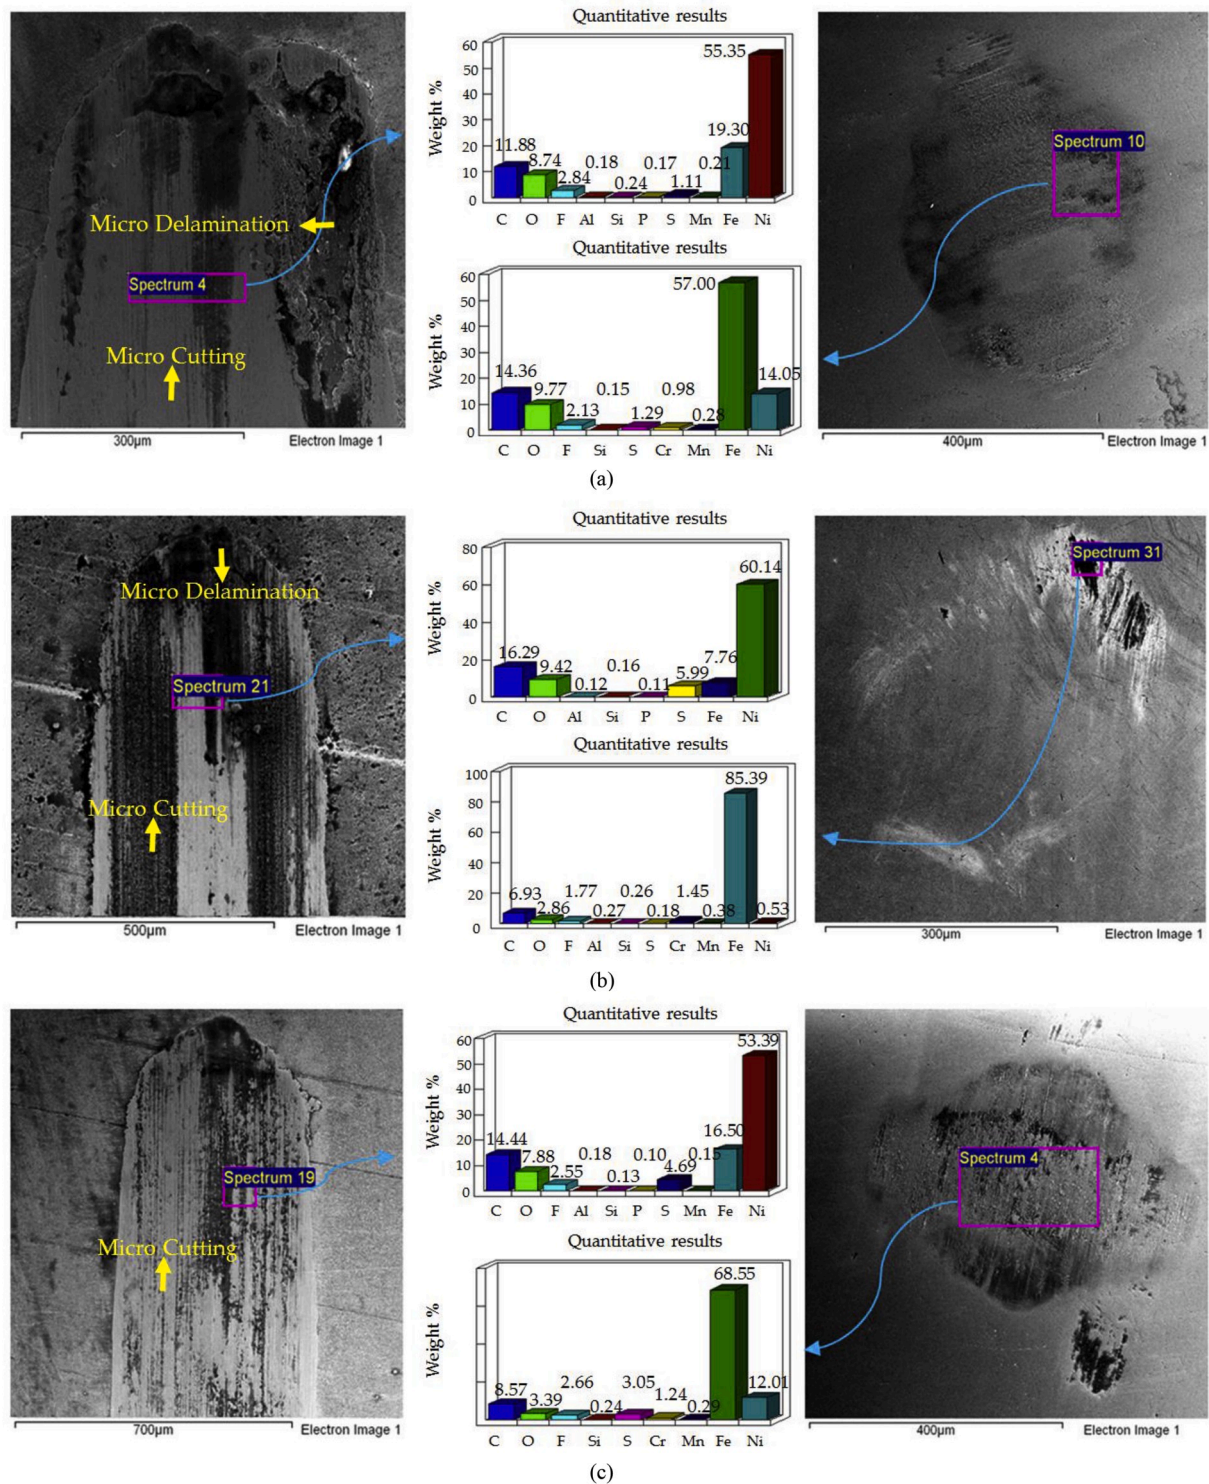 Quantitative results
Weight %
60
50
40
30
20
10
0
11.88
8.74
2.84
0.18
0.24
0.17
1.11
0.21
19.30
55.35
C O F Al Si P S Mn Fe Ni
Micro Delamination
Spectrum 4
Micro Cutting
300µm Electron Image 1
Spectrum 10
400µm Electron Image 1
Quantitative results
Weight %
60
50
40
30
20
10
0
14.36
9.77
2.13
0.15
1.29
0.98
0.28
57.00
14.05
C O F Si S Cr Mn Fe Ni
(a)
Micro Delamination
Spectrum 21
Micro Cutting
500µm Electron Image 1
Quantitative results
Weight %
80
60
40
20
0
16.29
9.42
0.12
0.16
0.11
5.99
7.76
60.14
C O Al Si P S Fe Ni
Spectrum 31
300µm Electron Image 1
Quantitative results
Weight %
100
80
60
40
20
0
6.93
2.86
1.77
0.27
0.26
0.18
1.45
0.38
85.39
0.53
C O F Al Si S Cr Mn Fe Ni
(b)
Spectrum 19
Micro Cutting
700µm Electron Image 1
Quantitative results
Weight %
60
50
40
30
20
10
0
14.44
7.88
2.55
0.18
0.13
0.10
4.69
0.15
16.50
53.39
C O F Al Si P S Mn Fe Ni
Spectrum 4
400µm Electron Image 1
Quantitative results
Weight %
8.57
3.39
2.66
0.24
3.05
1.24
0.29
68.55
12.01
C O F Si S Cr Mn Fe Ni
(c)